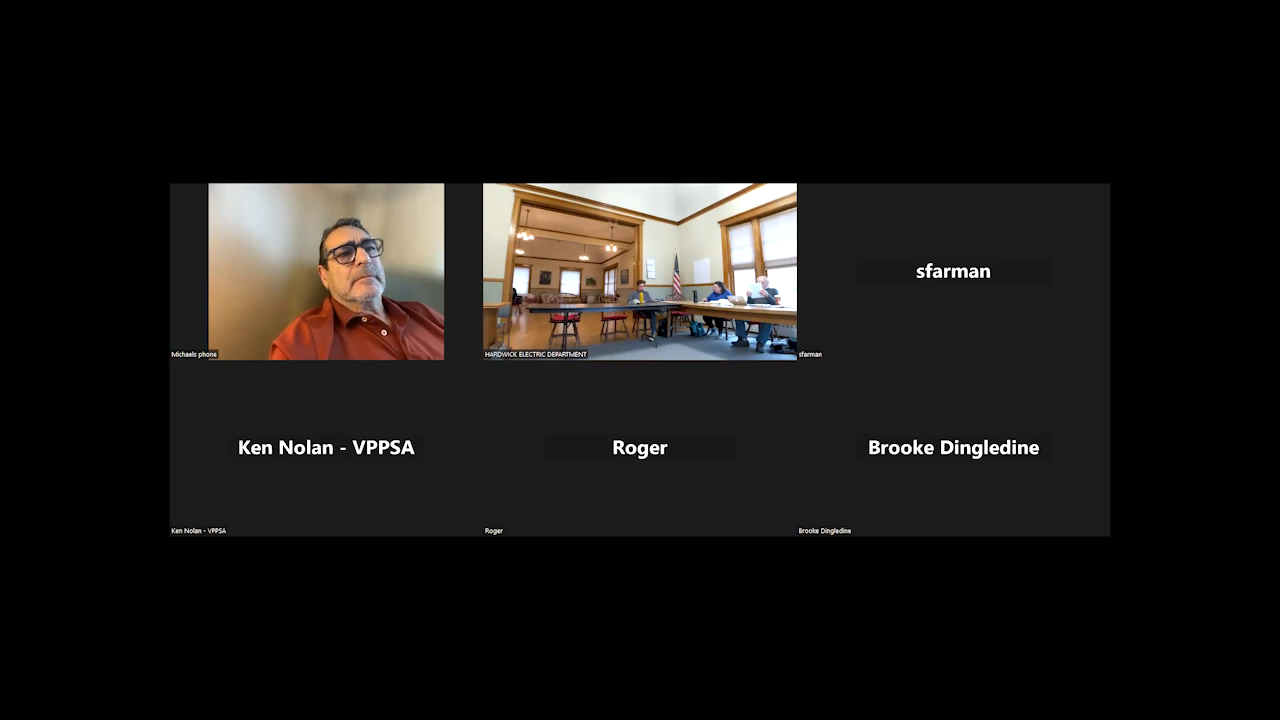 Michaels phone
HARDWICK ELECTRIC DEPARTMENT
sfarman
sfarman
Ken Nolan - VPPSA
Ken Nolan - VPPSA
Roger
Roger
Brooke Dingledine
Brooke Dingledine